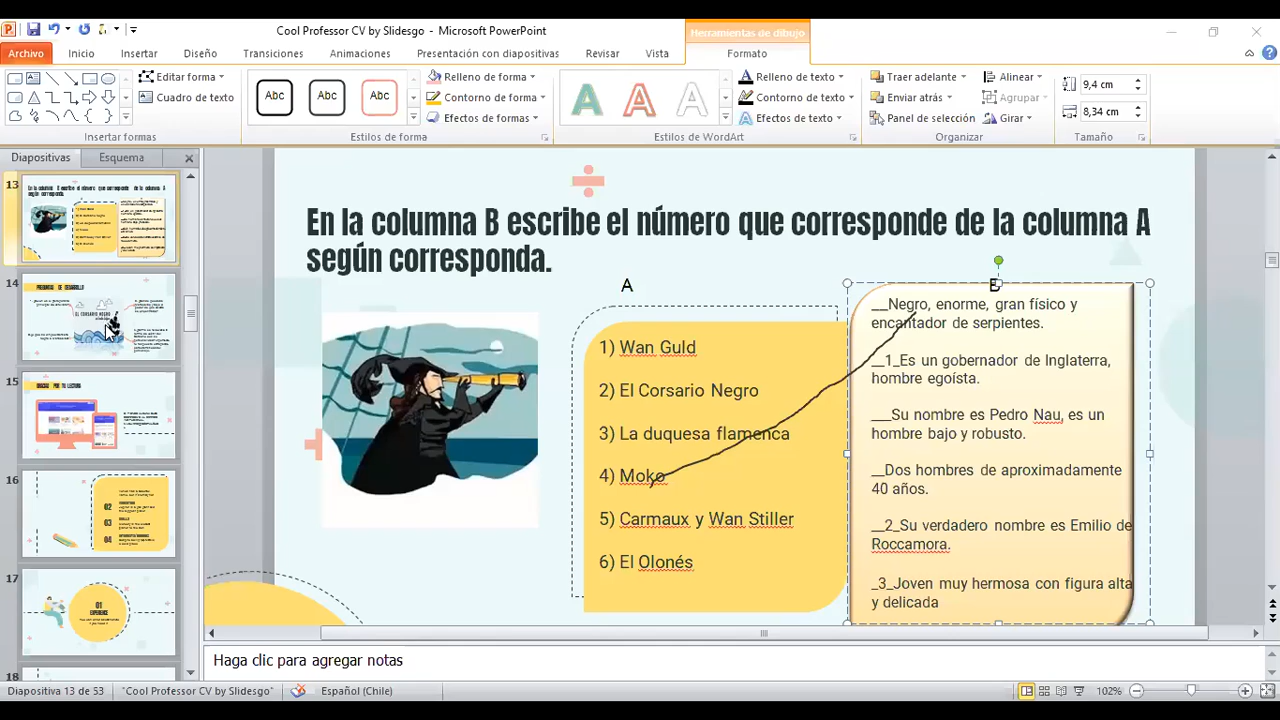 Cool Professor CV by Slidesgo - Microsoft PowerPoint
Herramientas de dibujo
Archivo Inicio Insertar Diseño Transiciones Animaciones Presentación con diapositivas Revisar Vista Formato
Editar forma
Cuadro de texto
Insertar formas
Abc Abc Abc
Relleno de forma
Contorno de forma
Efectos de formas
Estilos de forma
A A A
Relleno de texto
Contorno de texto
Efectos de texto
Estilos de WordArt
Traer adelante
Enviar atrás
Panel de selección
Alinear
Agrupar
Girar
Organizar
9,4 cm
8,34 cm
Tamaño
Diapositivas Esquema
13
14
15
16
17
18
En la columna B escribe el número que corresponde de la columna A
según corresponda.
A
1) Wan Guld
2) El Corsario Negro
3) La duquesa flamenca
4) Moko
5) Carmaux y Wan Stiller
6) El Olonés
B
__Negro, enorme, gran físico y
encantador de serpientes.
__1_Es un gobernador de Inglaterra,
hombre egoísta.
___Su nombre es Pedro Nau, es un
hombre bajo y robusto.
__Dos hombres de aproximadamente
40 años.
__2_Su verdadero nombre es Emilio de
Roccamora.
_3_Joven muy hermosa con figura alta
y delicada
Haga clic para agregar notas
Diapositiva 13 de 53 "Cool Professor CV by Slidesgo" Español (Chile) 102%